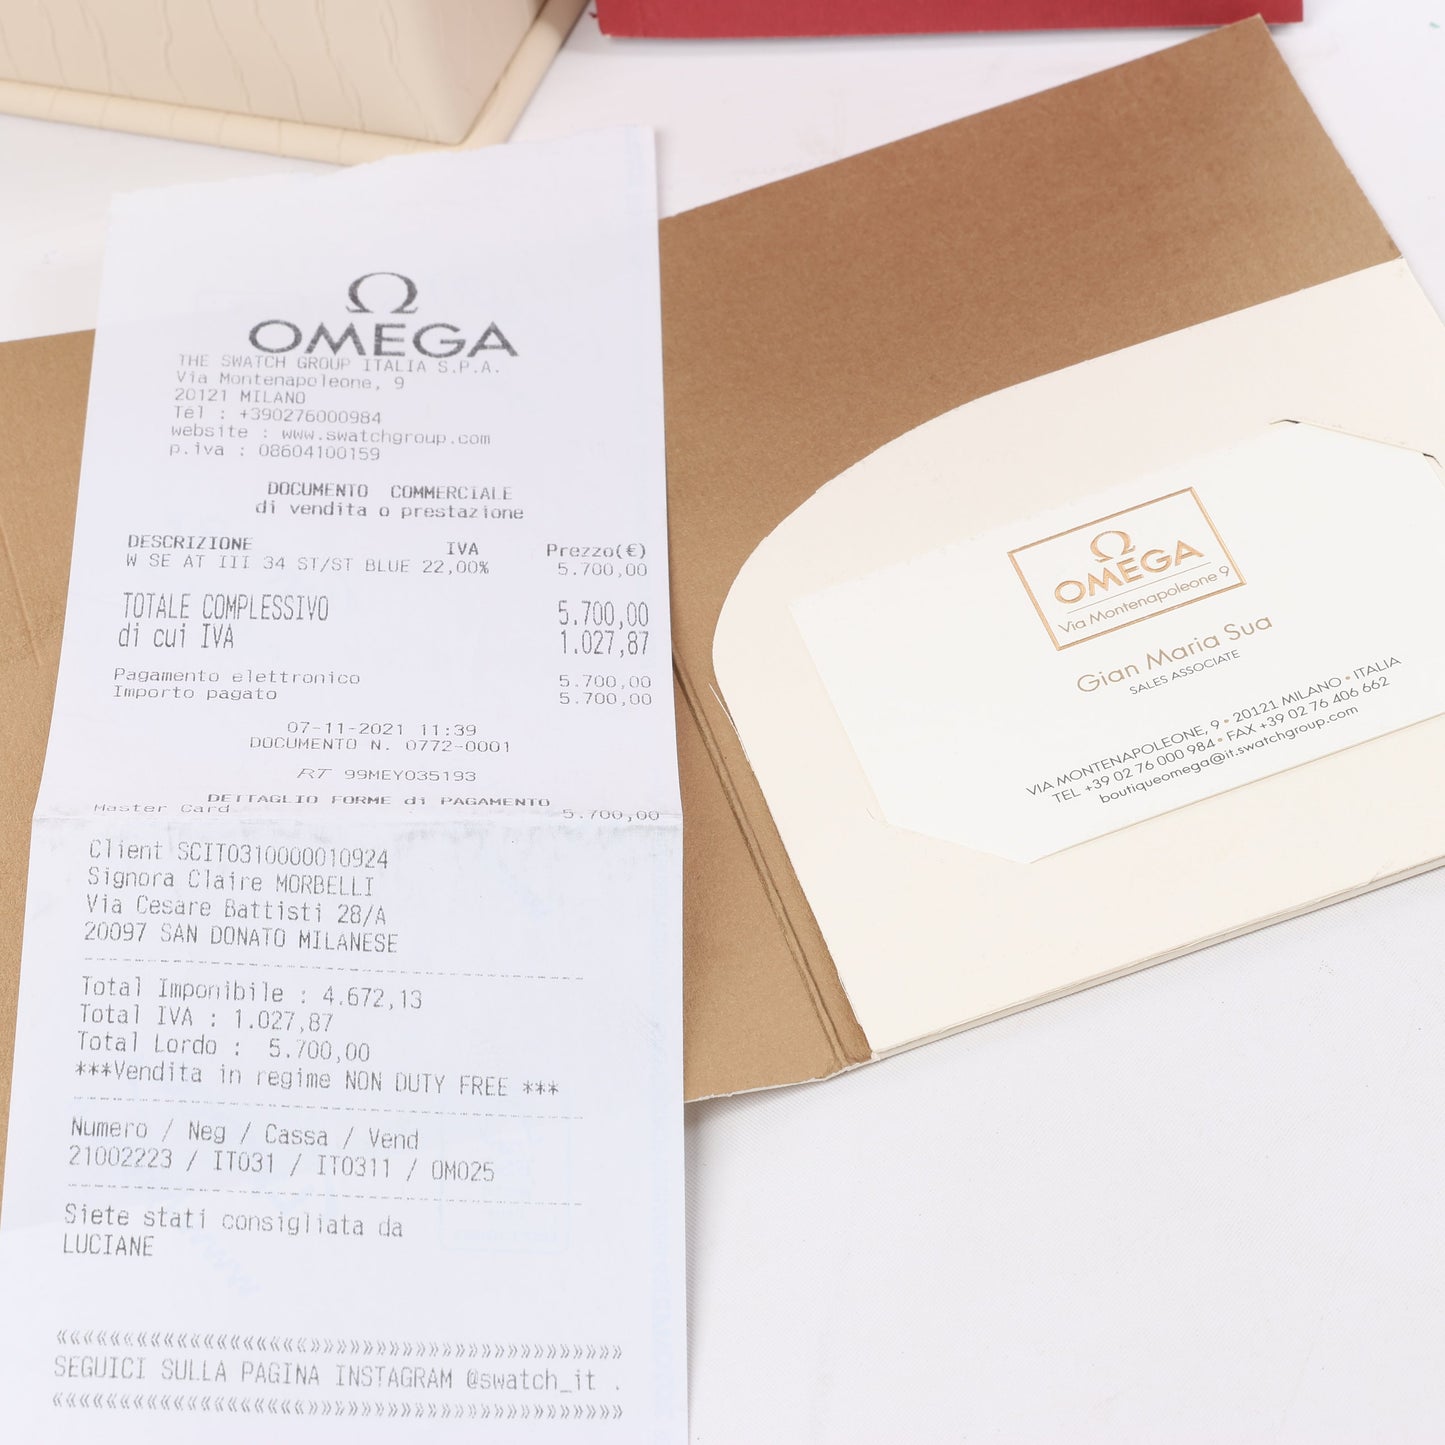 OMEGA
THE SWATCH GROUP ITALIA S.P.A.
Via Montenapoleone, 9
20121 MILANO
Tel : +390276000984
website : www.swatchgroup.com
p.iva : 08604100159
DOCUMENTO COMMERCIALE
di vendita o prestazione
DESCRIZIONE IVA Prezzo(€)
W SE AT III 34 ST/ST BLUE 22,00% 5.700,00
TOTALE COMPLESSIVO 5.700,00
di cui IVA 1.027,87
Pagamento elettronico 5.700,00
Importo pagato 5.700,00
07-11-2021 11:39
DOCUMENTO N. 0772-0001
RT 99MEY035193
DETTAGLIO FORME di PAGAMENTO
Master Card 5.700,00
Client SCIT0310000010924
Signora Claire MORBELLI
Via Cesare Battisti 28/A
20097 SAN DONATO MILANESE
Total Imponibile : 4.672,13
Total IVA : 1.027,87
Total Lordo : 5.700,00
***Vendita in regime NON DUTY FREE ***
Numero / Neg / Cassa / Vend
21002223 / IT031 / IT0311 / OM025
Siete stati consigliata da
LUCIANE
«««««««««««««««««««»»»»»»»»»»»»»»»»»»»»»»»»
SEGUICI SULLA PAGINA INSTAGRAM @swatch_it .
«««««««««««««««««««»»»»»»»»»»»»»»»»»»»»»»»»
OMEGA
Via Montenapoleone 9
Gian Maria Sua
SALES ASSOCIATE
VIA MONTENAPOLEONE, 9 • 20121 MILANO • ITALIA
TEL +39 02 76 000 984 • FAX +39 02 76 406 662
boutiqueomega@it.swatchgroup.com